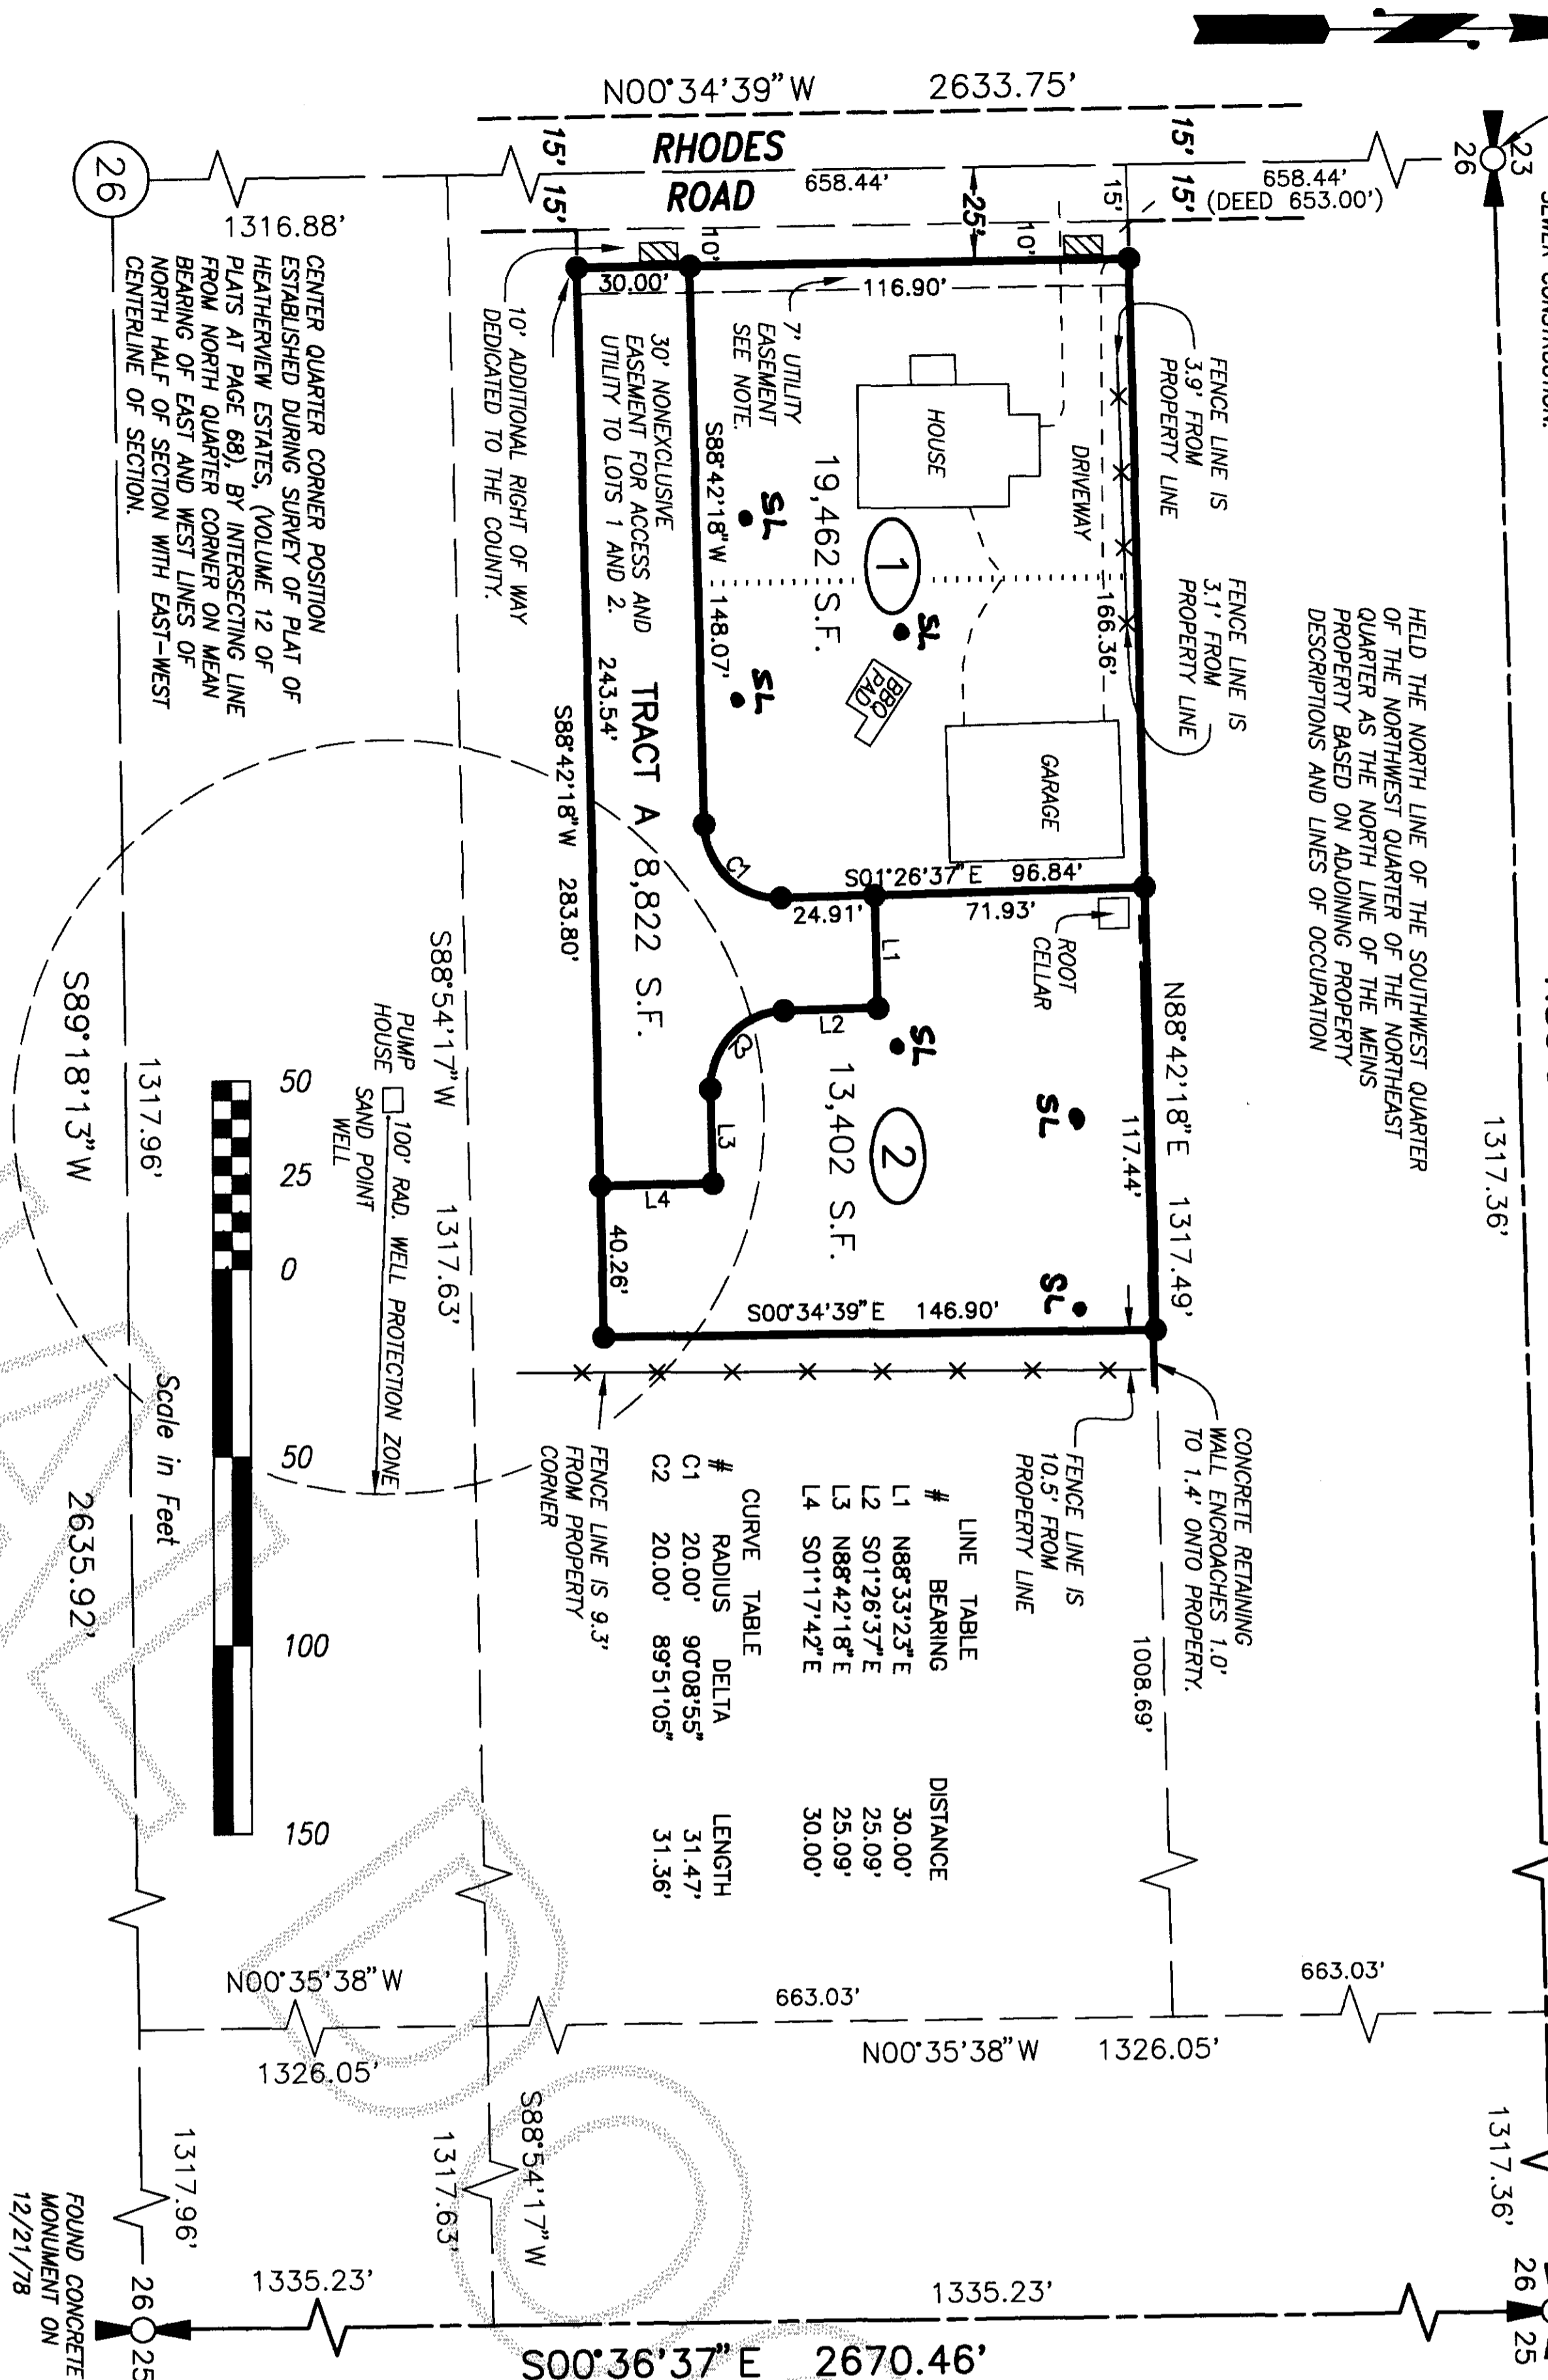 SEWER CONSTRUCTION.
N00°34'39"W 2633.75'
RHODES
ROAD
23
26
15' 15'
15'
658.44'
(DEED 653.00')
658.44'
15' 15'
25'
10'
10'
26
1316.88'
30.00'
116.90'
CENTER QUARTER CORNER POSITION
ESTABLISHED DURING SURVEY OF PLAT OF
HEATHERVIEW ESTATES, (VOLUME 12 OF
PLATS AT PAGE 68), BY INTERSECTING LINE
FROM NORTH QUARTER CORNER ON MEAN
BEARING OF EAST AND WEST LINES OF
NORTH HALF OF SECTION WITH EAST-WEST
CENTERLINE OF SECTION.
10' ADDITIONAL RIGHT OF WAY
DEDICATED TO THE COUNTY.
30' NONEXCLUSIVE
EASEMENT FOR ACCESS AND
UTILITY TO LOTS 1 AND 2.
7' UTILITY
EASEMENT
SEE NOTE.
FENCE LINE IS
3.9' FROM
PROPERTY LINE
FENCE LINE IS
3.1' FROM
PROPERTY LINE
HELD THE NORTH LINE OF THE SOUTHWEST QUARTER
OF THE NORTHWEST QUARTER OF THE NORTHEAST
QUARTER AS THE NORTH LINE OF THE MEINS
PROPERTY BASED ON ADJOINING PROPERTY
DESCRIPTIONS AND LINES OF OCCUPATION
HOUSE
DRIVEWAY
19,462 S.F.
1
166.36'
SL
SL
SL
BBQ
PAD
GARAGE
S88°42'18"W 148.07'
C1
TRACT A 8,822 S.F.
243.54'
S88°42'18"W 283.80'
S01°26'37"E 96.84'
24.91'
71.93'
ROOT
CELLAR
L1
L2
C2
L3
L4
40.26'
SL
SL
SL
2
13,402 S.F.
N88°42'18"E 1317.49'
117.44'
1317.36'
S00°34'39"E 146.90'
S88°54'17"W 1317.63'
PUMP
HOUSE
100' RAD. WELL PROTECTION ZONE
SAND POINT
WELL
1317.96'
S89°18'13"W 2635.92'
50
25
0
50
100
150
Scale in Feet
CONCRETE RETAINING
WALL ENCROACHES 1.0'
TO 1.4' ONTO PROPERTY.
FENCE LINE IS
10.5' FROM
PROPERTY LINE
FENCE LINE IS 9.3'
FROM PROPERTY
CORNER
1008.69'
LINE TABLE
# BEARING DISTANCE
L1 N88°33'23"E 30.00'
L2 S01°26'37"E 25.09'
L3 N88°42'18"E 25.09'
L4 S01°17'42"E 30.00'
CURVE TABLE
# RADIUS DELTA LENGTH
C1 20.00' 90°08'55" 31.47'
C2 20.00' 89°51'05" 31.36'
N00°35'38"W
1326.05'
663.03'
663.03'
N00°35'38"W 1326.05'
S88°54'17"W
1317.63'
1317.96'
1317.36'
1335.23'
1335.23'
S00°36'37"E 2670.46'
26
25
26
25
FOUND CONCRETE
MONUMENT ON
12/21/78